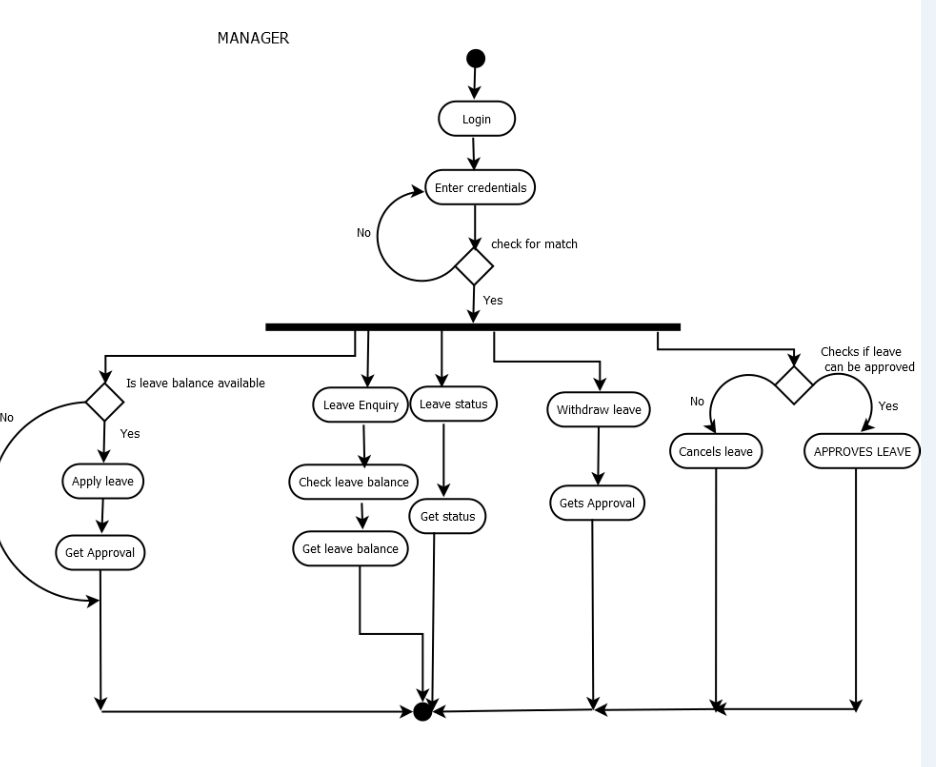 MANAGER
Login
Enter credentials
No
check for match
Yes
Is leave balance available
No
Yes
Apply leave
Get Approval
Leave Enquiry
Check leave balance
Get leave balance
Leave status
Get status
Withdraw leave
Gets Approval
Checks if leave
can be approved
No
Yes
Cancels leave
APPROVES LEAVE